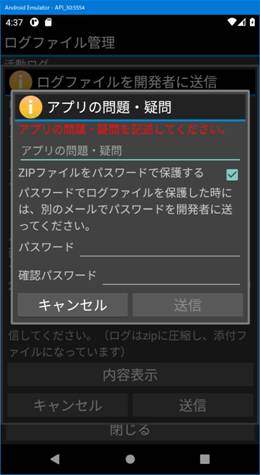 Android Emulator - API_30:5554
4:37
ログファイル管理
活動ログ
ログファイルを開発者に送信
アプリの問題・疑問
アプリの問題・疑問を記述してください。
アプリの問題・疑問
ZIPファイルをパスワードで保護する
パスワードでログファイルを保護した時に
は、別のメールでパスワードを開発者に送
ってください。
パスワード
確認パスワード
キャンセル
送信
信してください。（ログはzipに圧縮し、添付フ
ァイルになっています）
内容表示
キャンセル
送信
閉じる